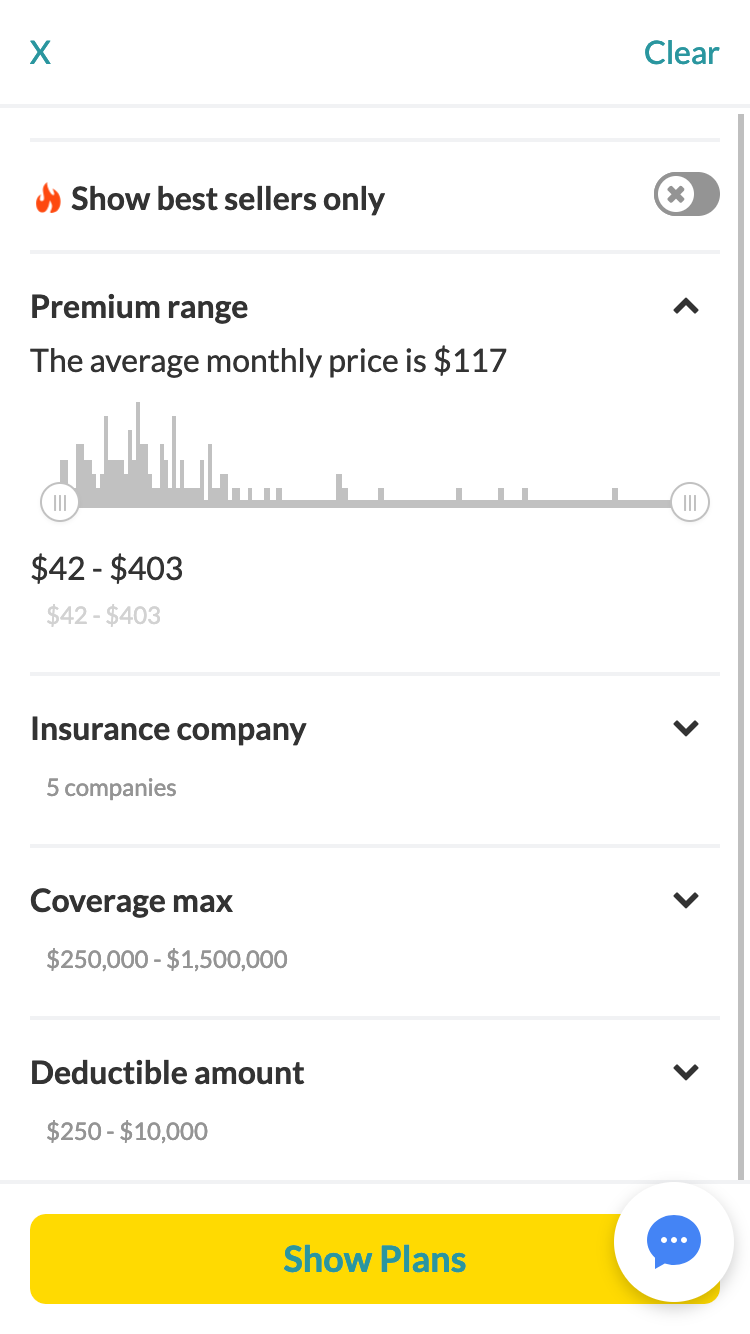 X
Clear
Show best sellers only
Premium range
The average monthly price is $117
$42 - $403
$42 - $403
Insurance company
5 companies
Coverage max
$250,000 - $1,500,000
Deductible amount
$250 - $10,000
Show Plans